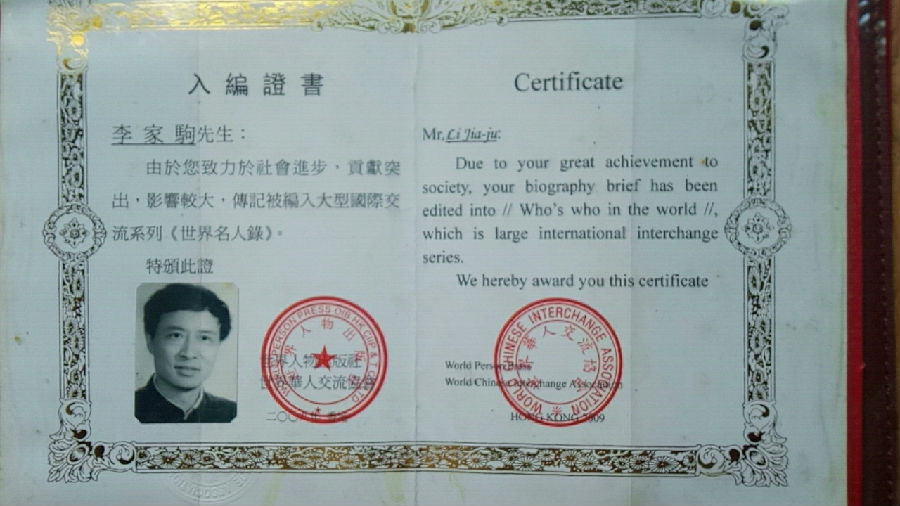 入編證書
李家駒先生：
由於您致力於社會進步、貢獻突
出，影響較大，傳記被編入大型國際交
流系列《世界名人錄》。
特頒此證
世界人物出版社
世界華人交流協會
Certificate
Mr. Li Jia-ju:
Due to your great achievement to
society, your biography brief has been
edited into // Who's who in the world //,
which is large international interchange
series.
We hereby award you this certificate
World Person Press
World Chinese Interchange Association
HONG KONG 2009
WORLD CHINESE INTERCHANGE ASSOCIATION